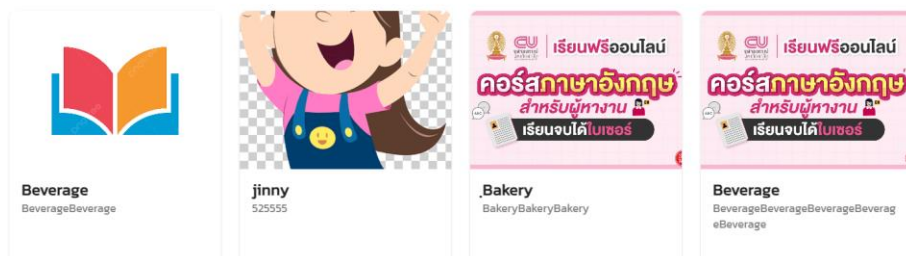 Beverage
BeverageBeverage
jinny
525555
CU
เรียนฟรีออนไลน์
คอร์สภาษาอังกฤษ
สำหรับผู้หางาน
เรียนจบได้ใบเซอร์
ฺBakery
BakeryBakeryBakery
CU
เรียนฟรีออนไลน์
คอร์สภาษาอังกฤษ
สำหรับผู้หางาน
เรียนจบได้ใบเซอร์
Beverage
BeverageBeverageBeverageBeverag
eBeverage